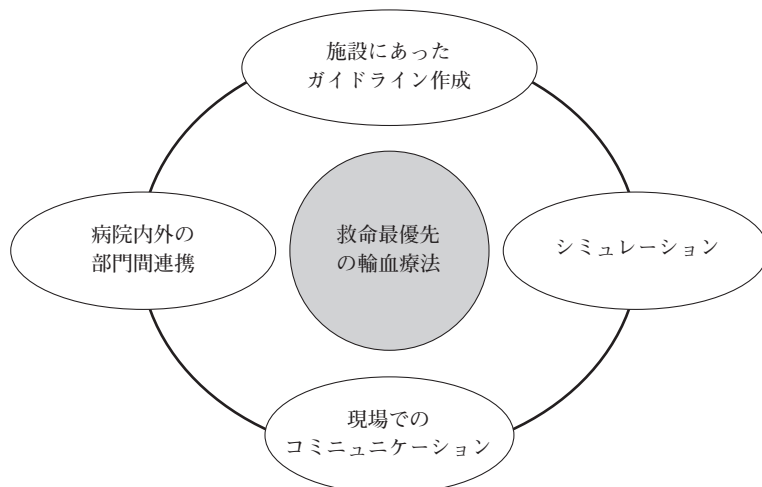 施設にあった
ガイドライン作成
病院内外の
部門間連携
救命最優先
の輸血療法
シミュレーション
現場での
コミニュニケーション